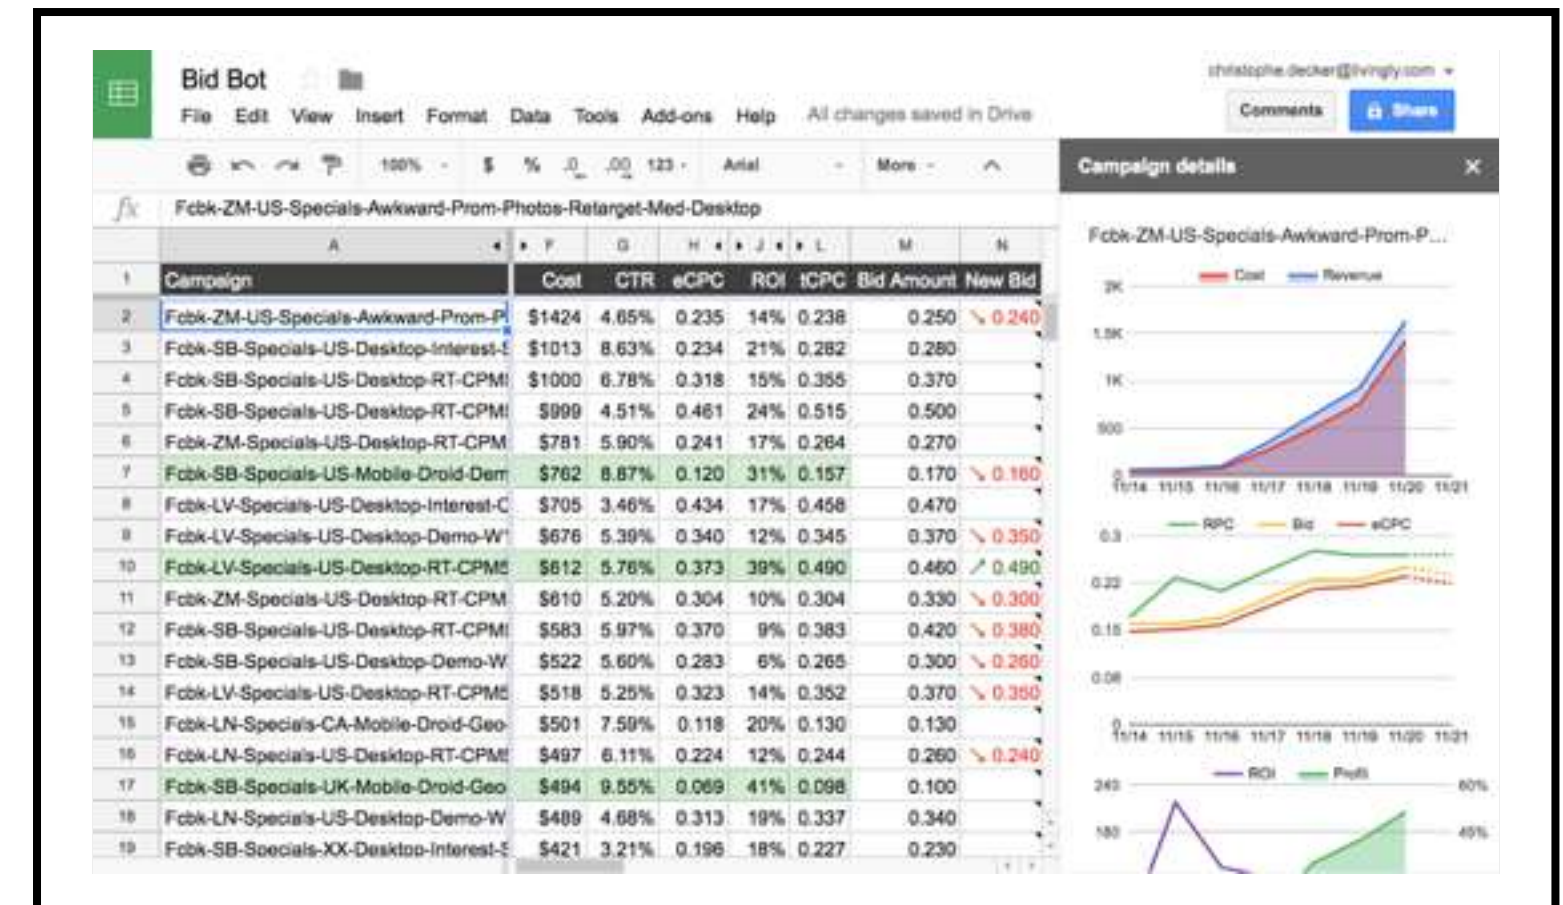 Bid Bot
christophe.decker@livingly.com
File Edit View Insert Format Data Tools Add-ons Help All changes saved in Drive
Comments Share
100% $ % .0 .00 123 Arial More
Campaign details
fx Fcbk-ZM-US-Specials-Awkward-Prom-Photos-Retarget-Med-Desktop
Fcbk-ZM-US-Specials-Awkward-Prom-P...
A F G H J L M N
1 Campaign Cost CTR eCPC ROI tCPC Bid Amount New Bid
2 Fcbk-ZM-US-Specials-Awkward-Prom-P $1424 4.65% 0.235 14% 0.238 0.250 0.240
3 Fcbk-SB-Specials-US-Desktop-Interest- $1013 8.63% 0.234 21% 0.282 0.280
4 Fcbk-SB-Specials-US-Desktop-RT-CPM $1000 6.78% 0.318 15% 0.355 0.370
5 Fcbk-SB-Specials-US-Desktop-RT-CPM $999 4.51% 0.461 24% 0.515 0.500
6 Fcbk-ZM-Specials-US-Desktop-RT-CPM $781 5.90% 0.241 17% 0.264 0.270
7 Fcbk-SB-Specials-US-Mobile-Droid-Dem $762 8.87% 0.120 31% 0.157 0.170 0.160
8 Fcbk-LV-Specials-US-Desktop-Interest-C $705 3.46% 0.434 17% 0.458 0.470
9 Fcbk-LV-Specials-US-Desktop-Demo-W $676 5.39% 0.340 12% 0.345 0.370 0.350
10 Fcbk-LV-Specials-US-Desktop-RT-CPM $612 5.76% 0.373 39% 0.490 0.460 0.490
11 Fcbk-ZM-Specials-US-Desktop-RT-CPM $610 5.20% 0.304 10% 0.304 0.330 0.300
12 Fcbk-SB-Specials-US-Desktop-RT-CPM $583 5.97% 0.370 9% 0.383 0.420 0.380
13 Fcbk-SB-Specials-US-Desktop-Demo-W $522 5.60% 0.283 6% 0.265 0.300 0.260
14 Fcbk-LV-Specials-US-Desktop-RT-CPM $518 5.25% 0.323 14% 0.352 0.370 0.350
15 Fcbk-LN-Specials-CA-Mobile-Droid-Geo- $501 7.59% 0.118 20% 0.130 0.130
16 Fcbk-LN-Specials-US-Desktop-RT-CPM $497 6.11% 0.224 12% 0.244 0.260 0.240
17 Fcbk-SB-Specials-UK-Mobile-Droid-Geo $494 9.55% 0.069 41% 0.098 0.100
18 Fcbk-LN-Specials-US-Desktop-Demo-W $489 4.68% 0.313 19% 0.337 0.340
19 Fcbk-SB-Specials-XX-Desktop-Interest- $421 3.21% 0.196 18% 0.227 0.230
Cost Revenue
2K
1.5K
1K
500
0
11/14 11/15 11/16 11/17 11/18 11/19 11/20 11/21
RPC Bid eCPC
0.3
0.23
0.15
0.08
0
11/14 11/15 11/16 11/17 11/18 11/19 11/20 11/21
ROI Profit
240 60%
180 45%